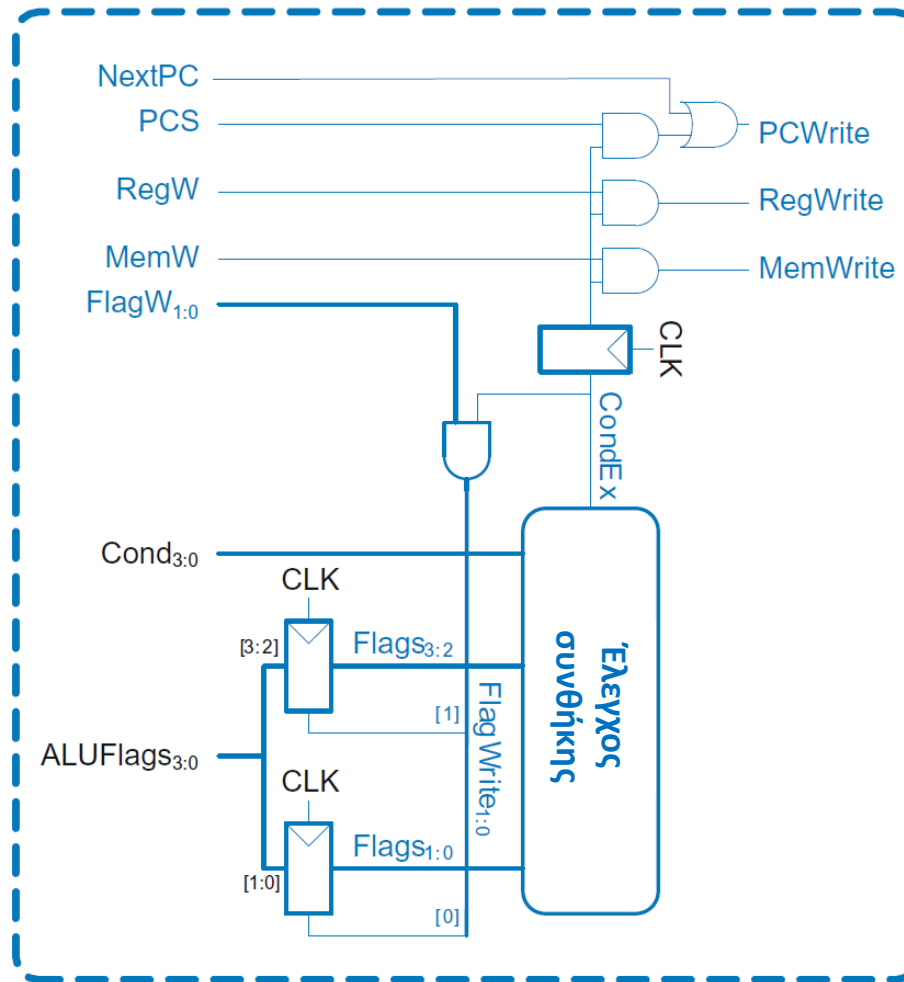 NextPC
PCS
PCWrite
RegW
RegWrite
MemW
MemWrite
FlagW1:0
CLK
CondEx
Cond3:0
CLK
[3:2]
Flags3:2
Έλεγχος
συνθήκης
FlagWrite1:0
[1]
ALUFlags3:0
CLK
Flags1:0
[1:0]
[0]